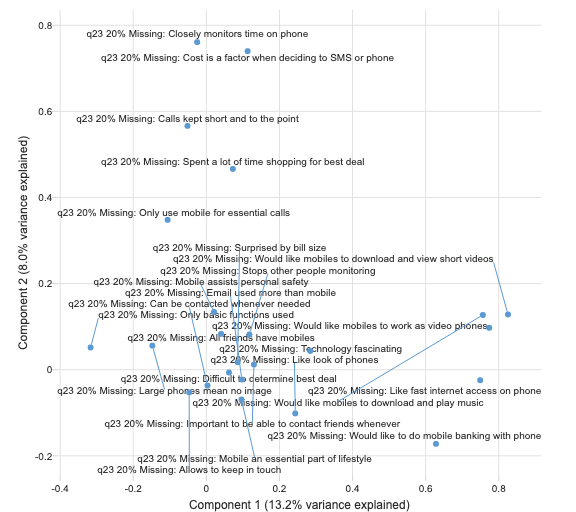 0.8
q23 20% Missing: Closely monitors time on phone
q23 20% Missing: Cost is a factor when deciding to SMS or phone
0.6
q23 20% Missing: Calls kept short and to the point
q23 20% Missing: Spent a lot of time shopping for best deal
0.4
q23 20% Missing: Only use mobile for essential calls
q23 20% Missing: Surprised by bill size
q23 20% Missing: Would like mobiles to download and view short videos
q23 20% Missing: Stops other people monitoring
0.2
q23 20% Missing: Mobile assists personal safety
q23 20% Missing: Email used more than mobile
q23 20% Missing: Can be contacted whenever needed
q23 20% Missing: Only basic functions used
q23 20% Missing: Would like mobiles to work as video phones
q23 20% Missing: All friends have mobiles
q23 20% Missing: Technology fascinating
q23 20% Missing: Like look of phones
0
q23 20% Missing: Difficult to determine best deal
q23 20% Missing: Large phones mean no image
q23 20% Missing: Like fast internet access on phone
q23 20% Missing: Would like mobiles to download and play music
q23 20% Missing: Important to be able to contact friends whenever
q23 20% Missing: Would like to do mobile banking with phone
-0.2
q23 20% Missing: Mobile an essential part of lifestyle
q23 20% Missing: Allows to keep in touch
-0.4 -0.2 0 0.2 0.4 0.6 0.8
Component 1 (13.2% variance explained)
Component 2 (8.0% variance explained)